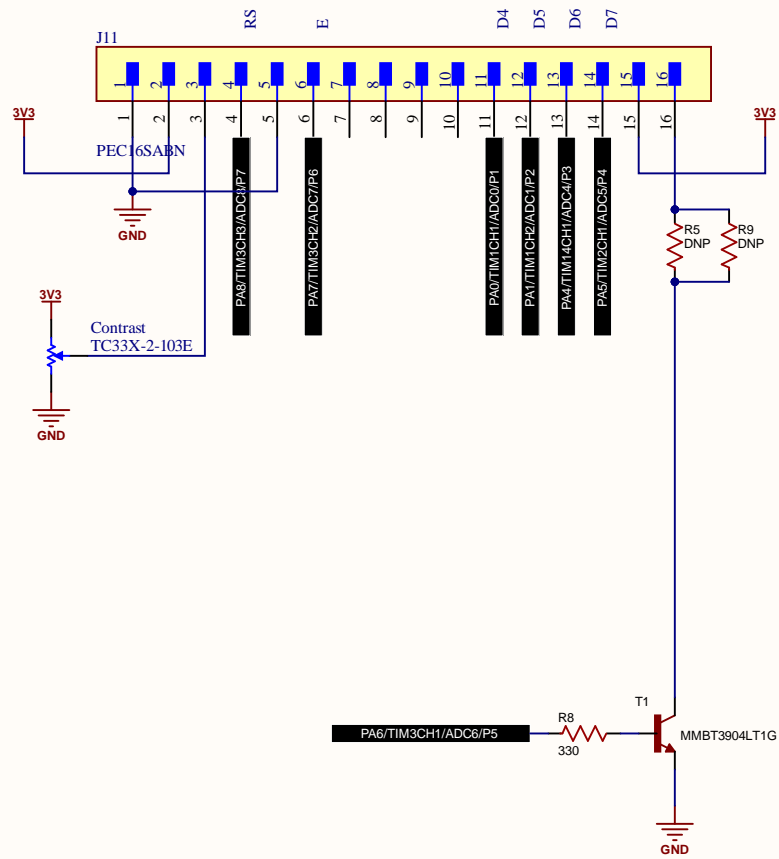 RS E D4 D5 D6 D7
J11
1 2 3 4 5 6 7 8 9 10 11 12 13 14 15 16
3V3 3V3
1 2 3 4 5 6 7 8 9 10 11 12 13 14 15 16
PEC16SABN
GND
PA8/TIM3CH3/ADC8/P7
PA7/TIM3CH2/ADC7/P6
PA0/TIM1CH1/ADC0/P1
PA1/TIM1CH2/ADC1/P2
PA4/TIM14CH1/ADC4/P3
PA5/TIM2CH1/ADC5/P4
R5
DNP
R9
DNP
3V3
Contrast
TC33X-2-103E
GND
T1
MMBT3904LT1G
R8
330
PA6/TIM3CH1/ADC6/P5
GND